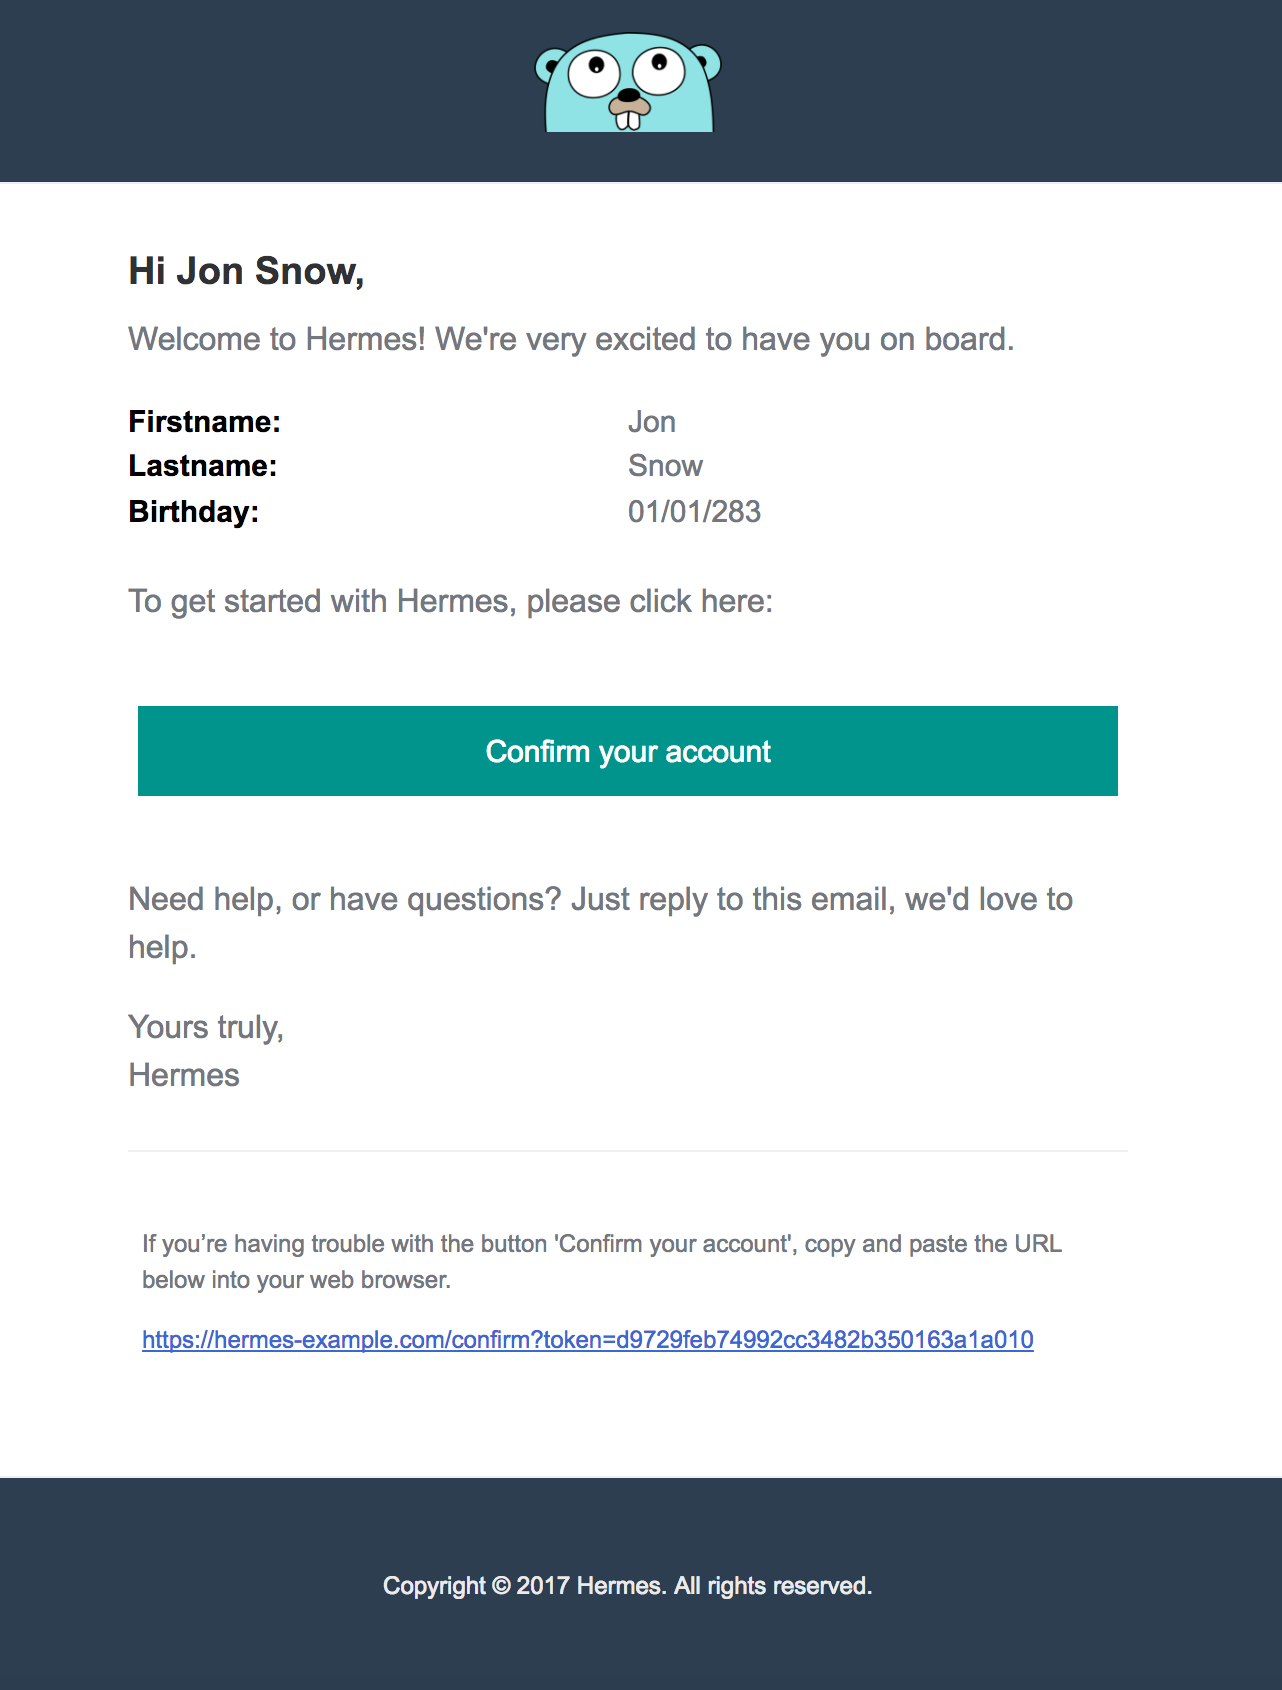 Hi Jon Snow,
Welcome to Hermes! We're very excited to have you on board.
Firstname: Jon
Lastname: Snow
Birthday: 01/01/283
To get started with Hermes, please click here:
Confirm your account
Need help, or have questions? Just reply to this email, we'd love to
help.
Yours truly,
Hermes
If you’re having trouble with the button 'Confirm your account', copy and paste the URL
below into your web browser.
https://hermes-example.com/confirm?token=d9729feb74992cc3482b350163a1a010
Copyright © 2017 Hermes. All rights reserved.